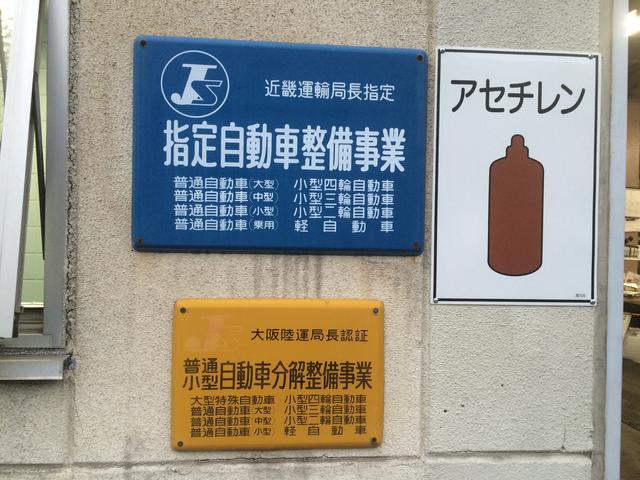 JS
近畿運輸局長指定
指定自動車整備事業
普通自動車(大型) 小型四輪自動車
普通自動車(中型) 小型三輪自動車
普通自動車(小型) 小型二輪自動車
普通自動車(乗用) 軽自動車
アセチレン
JS
大阪陸運局長認証
普通
小型
自動車分解整備事業
大型特殊自動車 小型四輪自動車
普通自動車(大型) 小型三輪自動車
普通自動車(中型) 小型二輪自動車
普通自動車(小型) 軽自動車